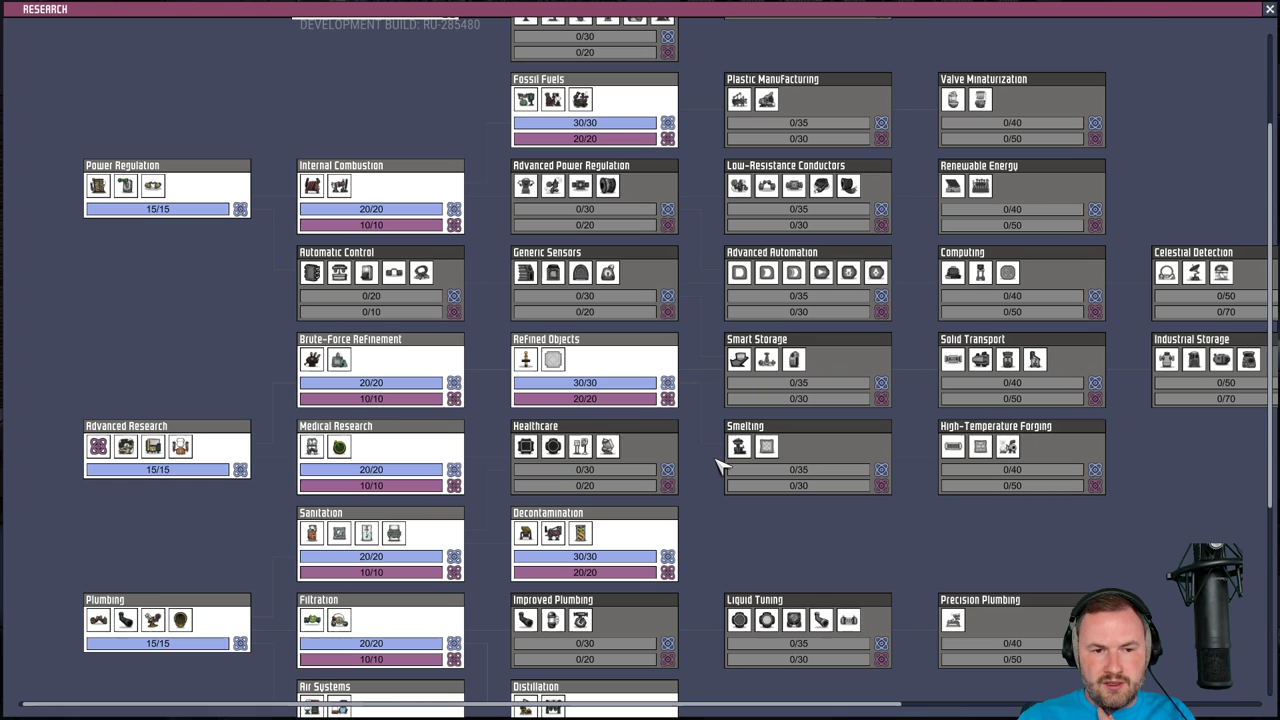 RESEARCH
DEVELOPMENT BUILD: RU-285480
0/30
0/20
Fossil Fuels
30/30
20/20
Plastic Manufacturing
0/35
0/30
Valve Minaturization
0/40
0/50
Power Regulation
15/15
Internal Combustion
20/20
10/10
Advanced Power Regulation
0/30
0/20
Low-Resistance Conductors
0/35
0/30
Renewable Energy
0/40
0/50
Automatic Control
0/20
0/10
Generic Sensors
0/30
0/20
Advanced Automation
0/35
0/30
Computing
0/40
0/50
Celestial Detection
0/50
0/70
Brute-Force Refinement
20/20
10/10
Refined Objects
30/30
20/20
Smart Storage
0/35
0/30
Solid Transport
0/40
0/50
Industrial Storage
0/50
0/70
Advanced Research
15/15
Medical Research
20/20
10/10
Healthcare
0/30
0/20
Smelting
0/35
0/30
High-Temperature Forging
0/40
0/50
Sanitation
20/20
10/10
Decontamination
30/30
20/20
Plumbing
15/15
Filtration
20/20
10/10
Improved Plumbing
0/30
0/20
Liquid Tuning
0/35
0/30
Precision Plumbing
0/40
0/50
Air Systems
Distillation